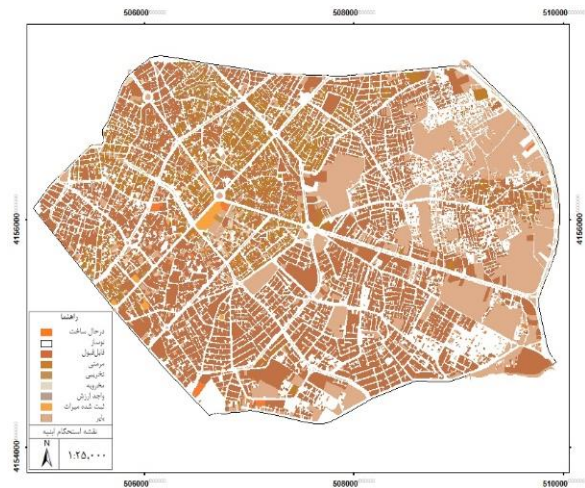 506000 508000 510000
4156000 4156000
راهنما
درحال ساخت
نوساز
قابل‌قبول
مرمتی
تخریبی
مخروبه
واجد ارزش
ثبت شده میراث
بایر
نقشه استحکام ابنیه
N
۱:۲۵,۰۰۰
4154000 4154000
506000 508000 510000